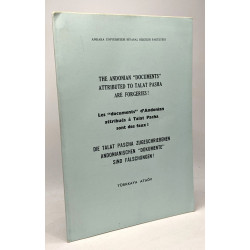 ANKARA ÜNİVERSİTESİ SİYASAL BİLGİLER FAKÜLTESİ
THE ANDONIAN "DOCUMENTS"
ATTRIBUTED TO TALAT PASHA
ARE FORGERIES!
Les "documents" d'Andonian
attribués à Talat Pasha
sont des faux !
DIE TALAT PASCHA ZUGESCHRIEBENEN
ANDONIANISCHEN "DOKUMENTE"
SIND FÄLSCHUNGEN!
TÜRKKAYA ATAÖV